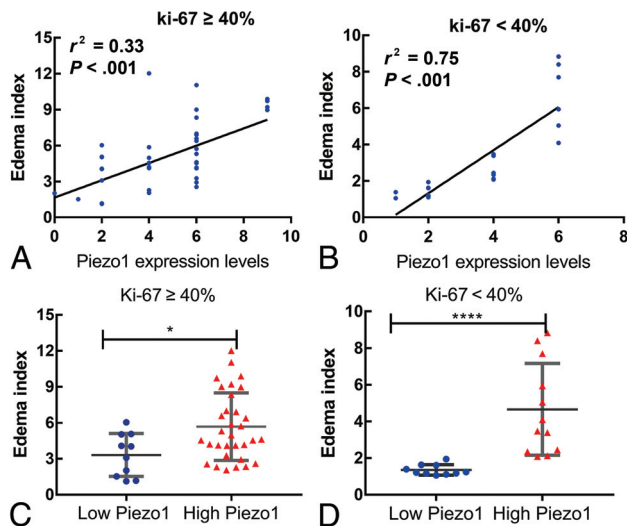 ki-67 ≥ 40%
r² = 0.33
P < .001
Edema index
15
12
9
6
3
0
0 2 4 6 8 10
Piezo1 expression levels
A
ki-67 < 40%
r² = 0.75
P < .001
Edema index
10
8
6
4
2
0
0 2 4 6 8
Piezo1 expression levels
B
Ki-67 ≥ 40%
*
Edema index
15
12
9
6
3
0
Low Piezo1 High Piezo1
C
Ki-67 < 40%
****
Edema index
10
8
6
4
2
0
Low Piezo1 High Piezo1
D